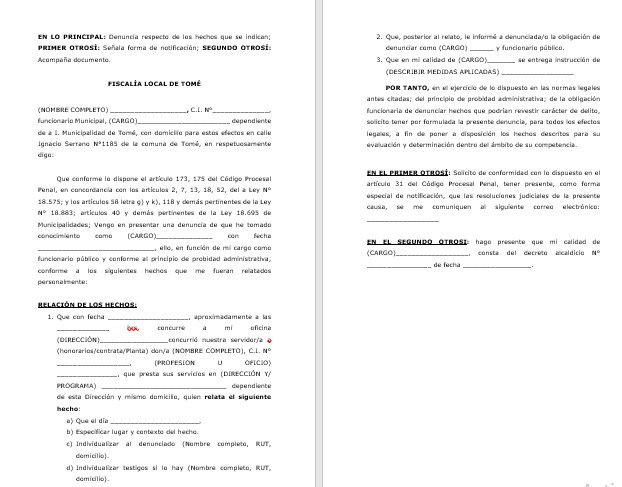 EN LO PRINCIPAL: Denuncia respecto de los hechos que se indican;
PRIMER OTROSÍ: Señala forma de notificación; SEGUNDO OTROSÍ:
Acompaña documento.
FISCALÍA LOCAL DE TOMÉ
(NOMBRE COMPLETO) ____________________, C.I. N°______________,
funcionario Municipal, (CARGO)________________________ dependiente
de a I. Municipalidad de Tomé, con domicilio para estos efectos en calle
Ignacio Serrano N°1185 de la comuna de Tomé, en respetuosamente
digo:
Que conforme lo dispone el artículo 173, 175 del Código Procesal
Penal, en concordancia con los artículos 2, 7, 13, 18, 52, del a Ley N°
18.575; y los artículos 58 letra g) y k), 118 y demás pertinentes de la Ley
N° 18.883; artículos 40 y demás pertinentes de la Ley 18.695 de
Municipalidades; Vengo en presentar una denuncia de que he tomado
conocimiento como (CARGO)______________ con fecha
______________________________, ello, en función de mi cargo como
funcionario público y conforme al principio de probidad administrativa,
conforme a los siguientes hechos que me fueran relatados
personalmente:
RELACIÓN DE LOS HECHOS:
1. Que con fecha _____________________, aproximadamente a las
_____________ hrs, concurre a mi oficina
(DIRECCIÓN)__________________concurrió nuestra servidor/a o
(honorarios/contrata/Planta) don/a (NOMBRE COMPLETO), C.I. N°
___________________, (PROFESION U OFICIO)
________________, que presta sus servicios en (DIRECCIÓN Y/
PROGRAMA) ________________________________ dependiente
de esta Dirección y mismo domicilio, quien relata el siguiente
hecho:
a) Que el día _______________________.
b) Especificar lugar y contexto del hecho.
c) Individualizar al denunciado (Nombre completo, RUT,
domicilio).
d) Individualizar testigos si lo hay (Nombre completo, RUT,
domicilio).
2. Que, posterior al relato, le informé a denunciada/o la obligación de
denunciar como (CARGO) ______ y funcionario público.
3. Que en mi calidad de (CARGO)_______ se entrega instrucción de
(DESCRIBIR MEDIDAS APLICADAS) ___________________
POR TANTO, en el ejercicio de lo dispuesto en las normas legales
antes citadas; del principio de probidad administrativa; de la obligación
funcionaria de denunciar hechos que podrían revestir carácter de delito,
solicito tener por formulada la presente denuncia, para todos los efectos
legales, a fin de poner a disposición los hechos descritos para su
evaluación y determinación dentro del ámbito de su competencia.
EN EL PRIMER OTROSÍ: Solicito de conformidad con lo dispuesto en el
artículo 31 del Código Procesal Penal, tener presente, como forma
especial de notificación, que las resoluciones judiciales de la presente
causa, se me comuniquen al siguiente correo electrónico:
___________________
EN EL SEGUNDO OTROSI: hago presente que mi calidad de
(CARGO)___________________, consta del decreto alcaldicio N°
_________________ de fecha __________________.